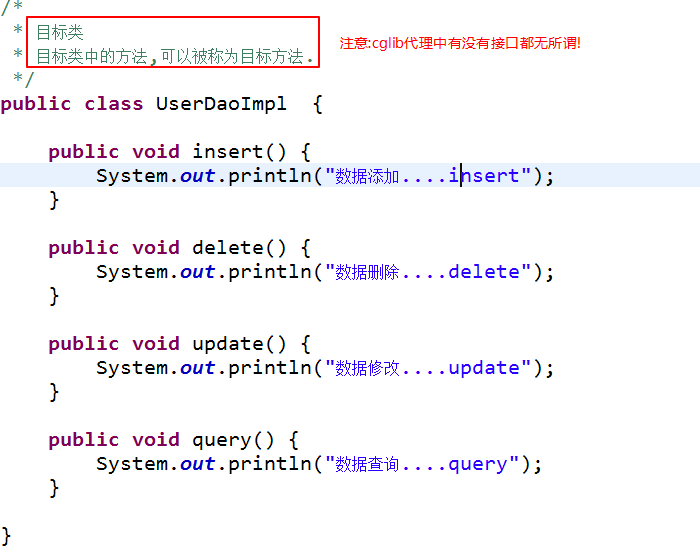 /*
* 目标类
注意:cglib代理中有没有接口都无所谓!
* 目标类中的方法,可以被称为目标方法.
*/
public class UserDaoImpl  {
public void insert() {
System.out.println("数据添加....insert");
}
public void delete() {
System.out.println("数据删除....delete");
}
public void update() {
System.out.println("数据修改....update");
}
public void query() {
System.out.println("数据查询....query");
}
}